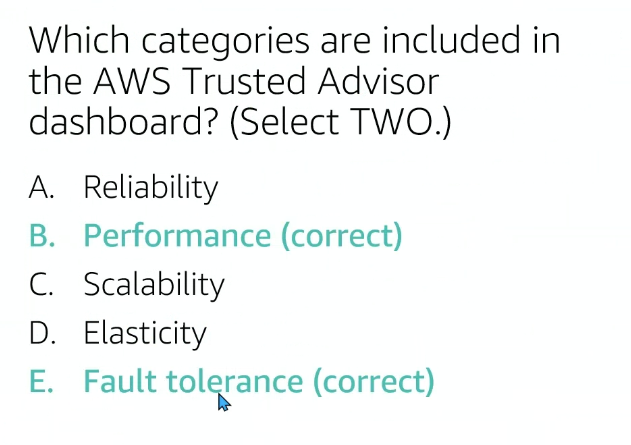 Which categories are included in
the AWS Trusted Advisor
dashboard? (Select TWO.)
A. Reliability
B. Performance (correct)
C. Scalability
D. Elasticity
E. Fault tolerance (correct)